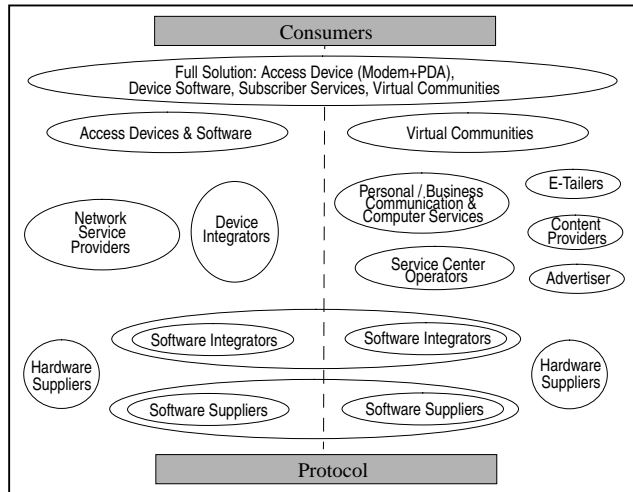 Consumers
Full Solution: Access Device (Modem+PDA),
Device Software, Subscriber Services, Virtual Communities
Access Devices & Software
Virtual Communities
Personal / Business
Communication &
Computer Services
E-Tailers
Network
Service
Providers
Device
Integrators
Content
Providers
Service Center
Operators
Advertiser
Software Integrators
Software Integrators
Hardware
Suppliers
Hardware
Suppliers
Software Suppliers
Software Suppliers
Protocol